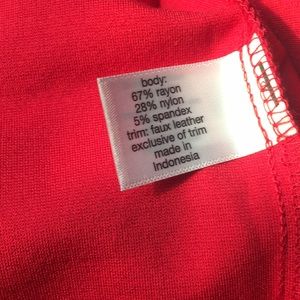 body:
67% rayon
28% nylon
5% spandex
trim: faux leather
exclusive of trim
made in
Indonesia